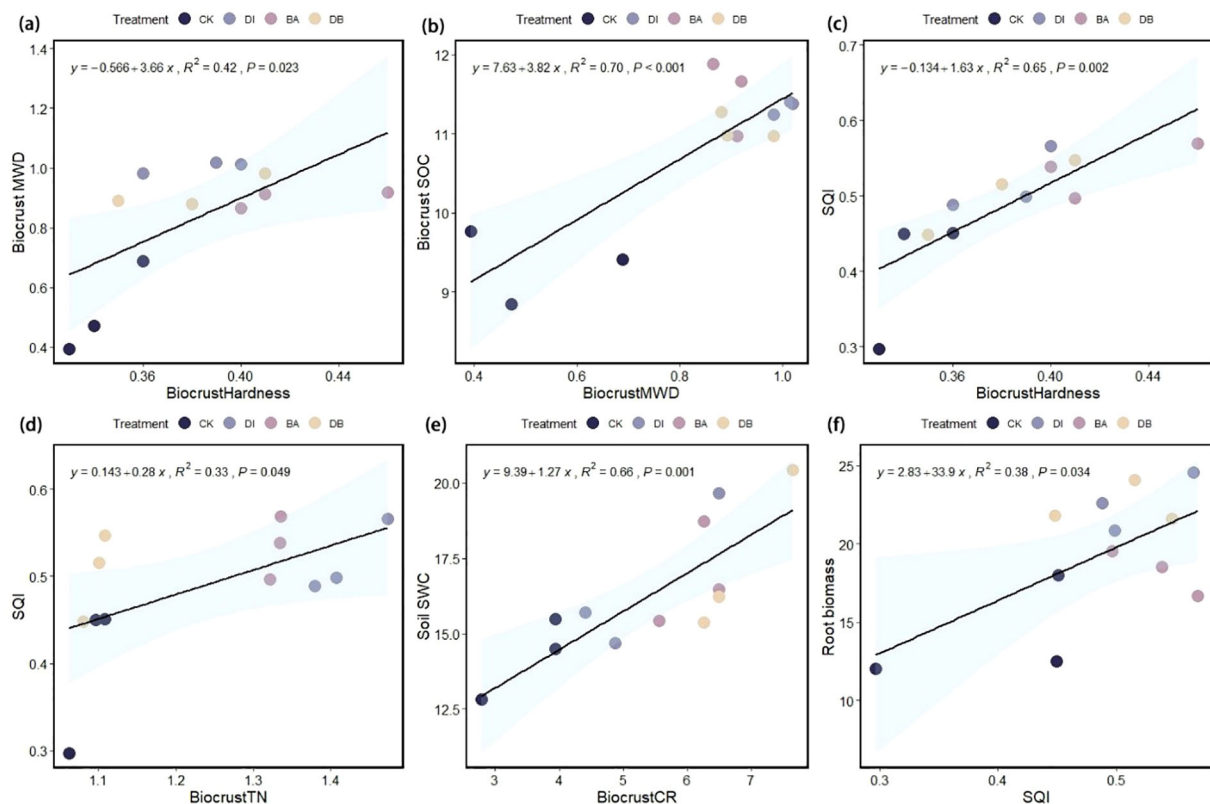 Treatment CK DI BA DB
Treatment CK DI BA DB
Treatment CK DI BA DB
(a)
(b)
(c)
y = −0.566+3.66 x , R² = 0.42 , P = 0.023
y = 7.63+3.82 x , R² = 0.70 , P < 0.001
y = −0.134+1.63 x , R² = 0.65 , P = 0.002
Biocrust MWD
1.4
1.2
1.0
0.8
0.6
0.4
0.36 0.40 0.44
BiocrustHardness
Biocrust SOC
12
11
10
9
0.4 0.6 0.8 1.0
BiocrustMWD
SQI
0.7
0.6
0.5
0.4
0.3
0.36 0.40 0.44
BiocrustHardness
Treatment CK DI BA DB
Treatment CK DI BA DB
Treatment CK DI BA DB
(d)
(e)
(f)
y = 0.143+0.28 x , R² = 0.33 , P = 0.049
y = 9.39+1.27 x , R² = 0.66 , P = 0.001
y = 2.83+33.9 x , R² = 0.38 , P = 0.034
SQI
0.6
0.5
0.4
0.3
1.1 1.2 1.3 1.4
BiocrustTN
Soil SWC
20.0
17.5
15.0
12.5
3 4 5 6 7
BiocrustCR
Root biomass
25
20
15
10
0.3 0.4 0.5
SQI